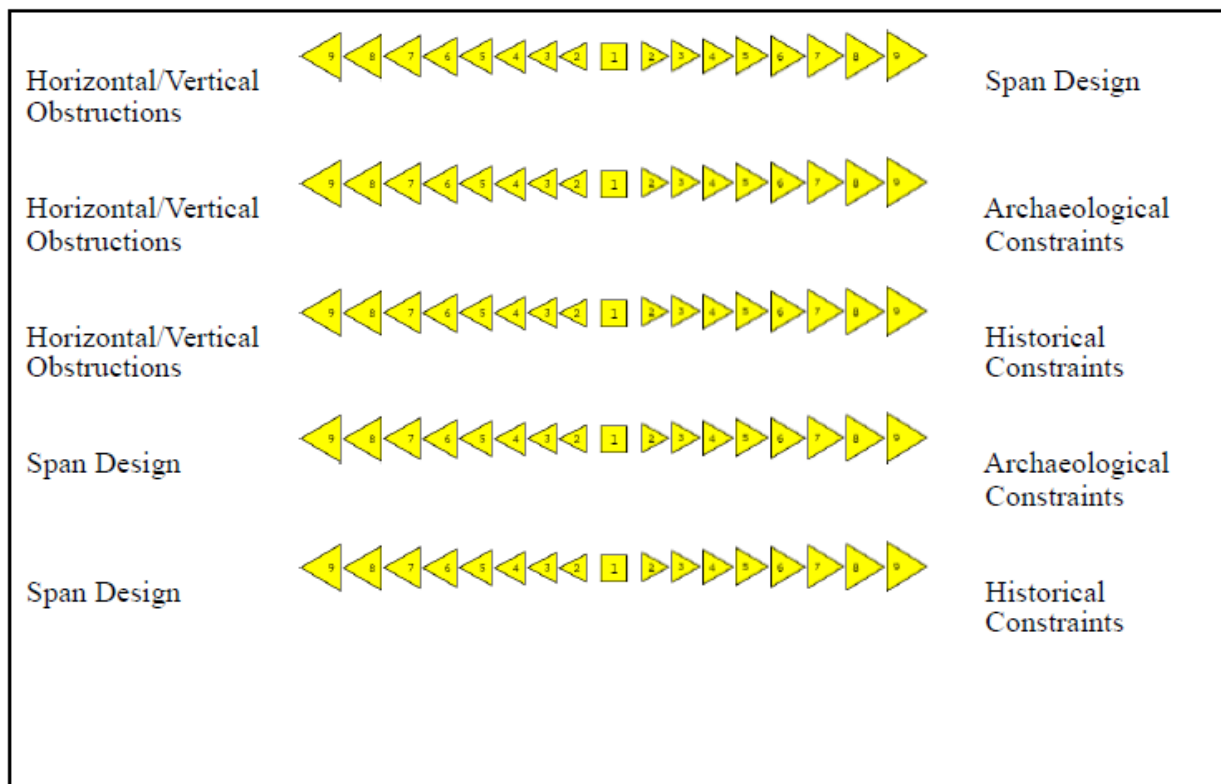 9 8 7 6 5 4 3 2 1 2 3 4 5 6 7 8 9
Horizontal/Vertical Span Design
Obstructions
9 8 7 6 5 4 3 2 1 2 3 4 5 6 7 8 9
Horizontal/Vertical Archaeological
Obstructions Constraints
9 8 7 6 5 4 3 2 1 2 3 4 5 6 7 8 9
Horizontal/Vertical Historical
Obstructions Constraints
9 8 7 6 5 4 3 2 1 2 3 4 5 6 7 8 9
Span Design Archaeological
Constraints
9 8 7 6 5 4 3 2 1 2 3 4 5 6 7 8 9
Span Design Historical
Constraints